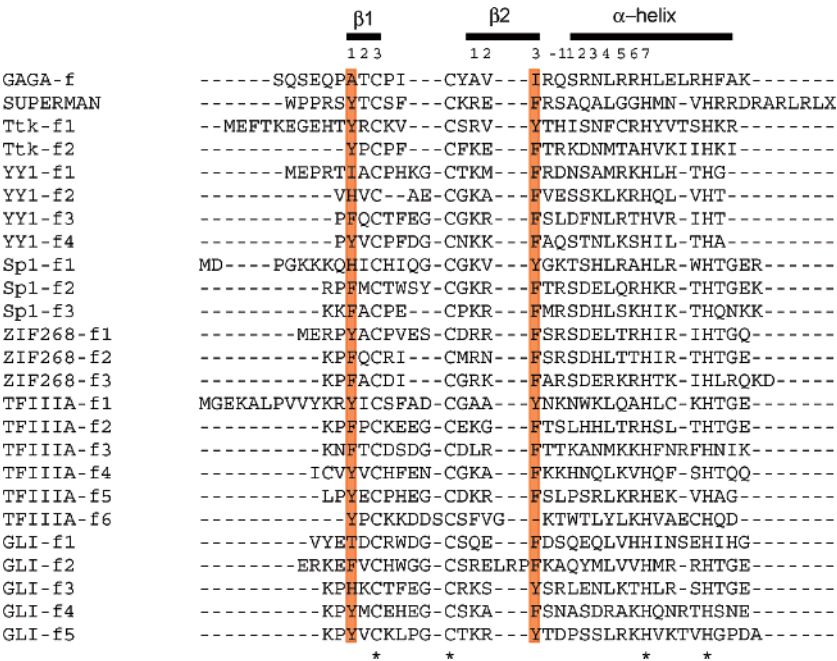 β1 β2 α-helix
1 2 3 1 2 3 -1 1 2 3 4 5 6 7
GAGA-f ------SQSEQPATCPI---CYAV---IRQSRNLRRHLELRHFAK------
SUPERMAN -------WPPRSYTCSF---CKRE---FRSAQALGGHMN-VHRRDRARLRLX
Ttk-f1 --MEFTKEGEHTYRCKV---CSRV---YTHISNFCRHYVTSHKR-------
Ttk-f2 ------------YPCPF---CFKE---FTRKDNMTAHVKIIHKI-------
YY1-f1 -------MEPRTIACPHKG-CTKM---FRDNSAMRKHLH-THG--------
YY1-f2 -----------VHVC--AE-CGKA---FVESSKLKRHQL-VHT--------
YY1-f3 -----------PFQCTFEG-CGKR---FSLDFNLRTHVR-IHT--------
YY1-f4 -----------PYVCPFDG-CNKK---FAQSTNLKSHIL-THA--------
Sp1-f1 MD----PGKKKQHICHIQG-CGKV---YGKTSHLRAHLR-WHTGER-----
Sp1-f2 ----------RPFMCTWSY-CGKR---FTRSDELQRHKR-THTGEK-----
Sp1-f3 ----------KKFACPE---CPKR---FMRSDHLSKHIK-THQNKK-----
ZIF268-f1 --------MERPYACPVES-CDRR---FSRSDELTRHIR-IHTGQ------
ZIF268-f2 ----------KPFQCRI---CMRN---FSRSDHLTTHIR-THTGE------
ZIF268-f3 ----------KPFACDI---CGRK---FARSDERKRHTK-IHLRQKD----
TFIIIA-f1 MGEKALPVVYKRYICSFAD-CGAA---YNKNWKLQAHLC-KHTGE------
TFIIIA-f2 ----------KPFPCKEEG-CEKG---FTSLHHLTRHSL-THTGE------
TFIIIA-f3 ----------KNFTCDSDG-CDLR---FTTKANMKKHFNRFHNIK------
TFIIIA-f4 ---------ICVYVCHFEN-CGKA---FKKHNQLKVHQF-SHTQQ------
TFIIIA-f5 ----------LPYECPHEG-CDKR---FSLPSRLKRHEK-VHAG-------
TFIIIA-f6 ------------YPCKKDDSCSFVG---KTWTLYLKHVAECHQD-------
GLI-f1 ---------VYETDCRWDG-CSQE---FDSQEQLVHHINSEHIHG------
GLI-f2 --------ERKEFVCHWGG-CSRELRPFKAQYMLVVHMR-RHTGE------
GLI-f3 ----------KPHKCTFEG-CRKS---YSRLENLKTHLR-SHTGE------
GLI-f4 ----------KPYMCEHEG-CSKA---FSNASDRAKHQNRTHSNE------
GLI-f5 ----------KPYVCKLPG-CTKR---YTDPSSLRKHVKTVHGPDA-----
* * * *